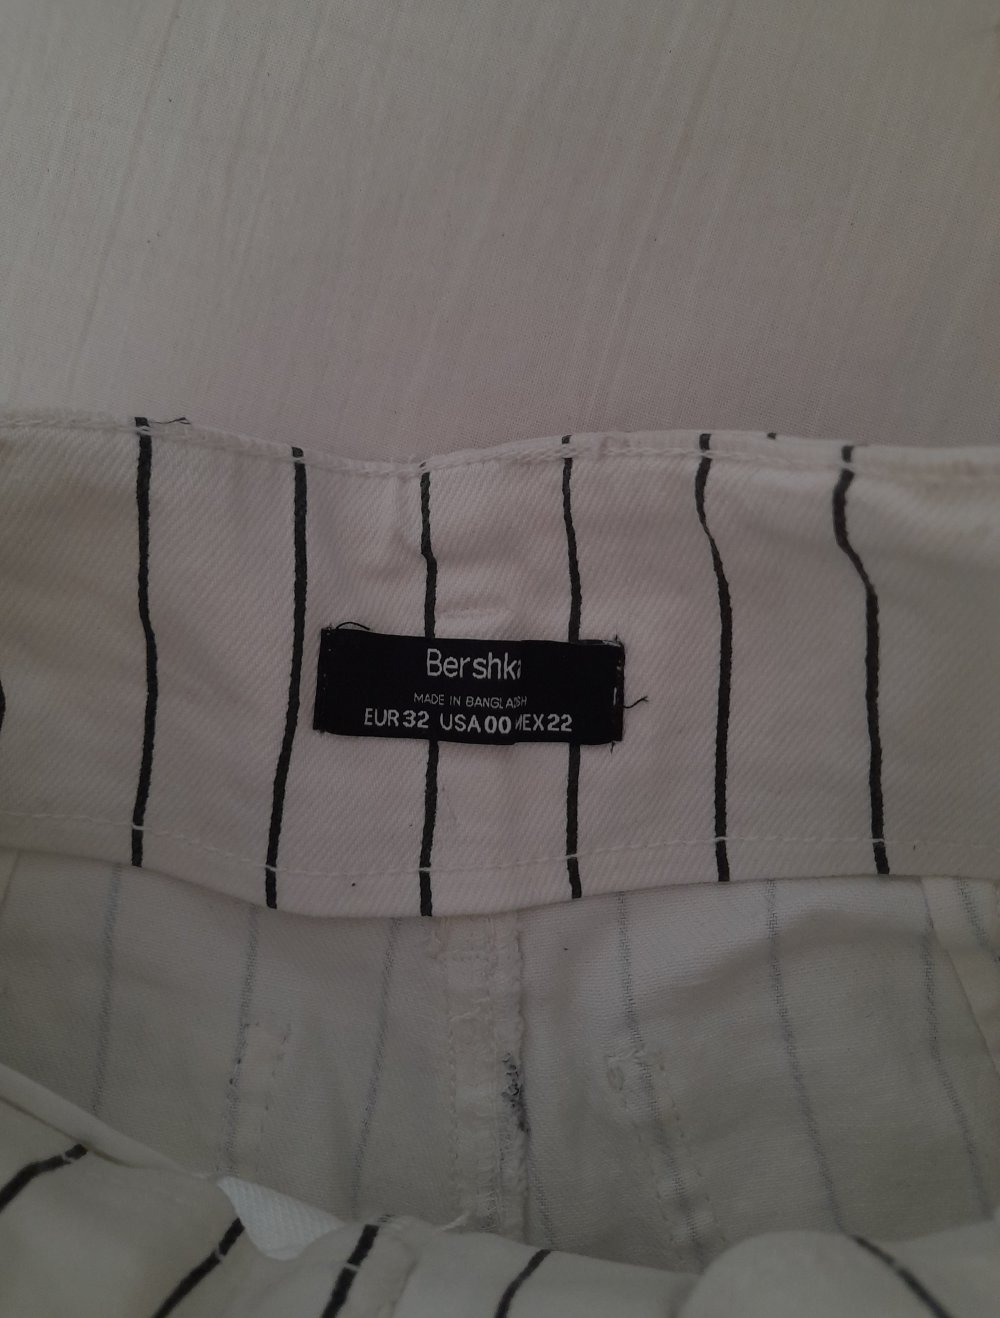 Bershka
MADE IN BANGLADESH
EUR 32 USA 00 MEX 22